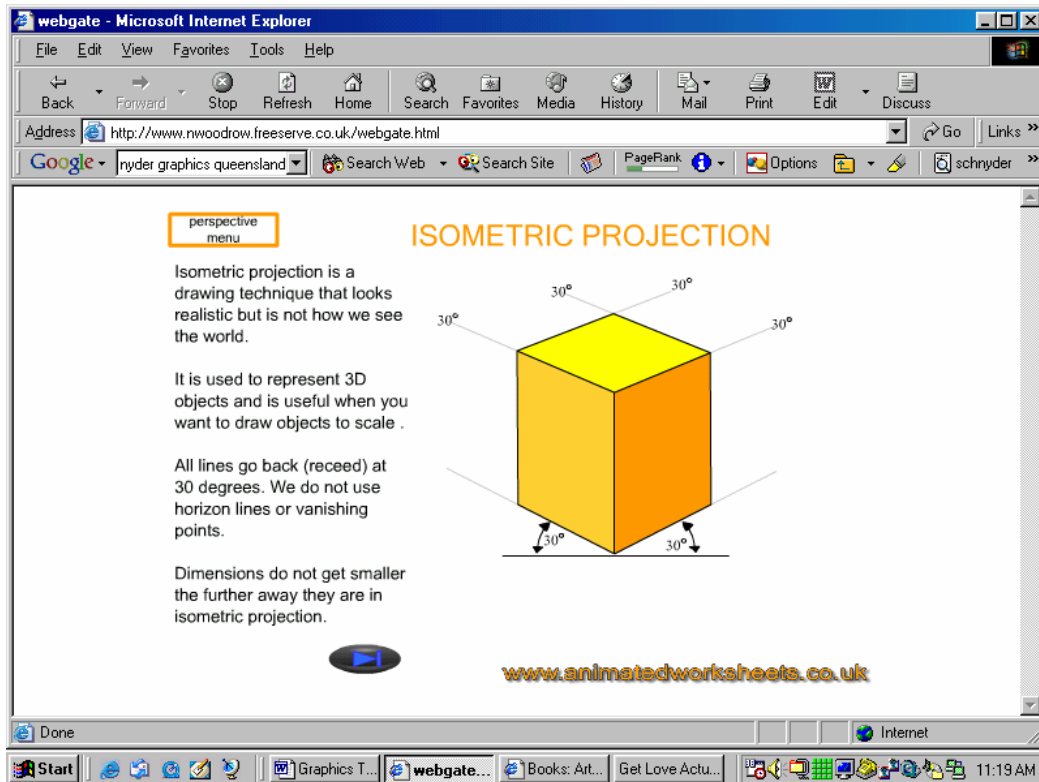 webgate - Microsoft Internet Explorer
File Edit View Favorites Tools Help
Back Forward Stop Refresh Home Search Favorites Media History Mail Print Edit Discuss
Address http://www.nwoodrow.freeserve.co.uk/webgate.html Go Links »
Google nyder graphics queensland Search Web Search Site PageRank Options schnyder »
perspective
menu
ISOMETRIC PROJECTION
Isometric projection is a
drawing technique that looks
realistic but is not how we see
the world.
It is used to represent 3D
objects and is useful when you
want to draw objects to scale .
All lines go back (receed) at
30 degrees. We do not use
horizon lines or vanishing
points.
Dimensions do not get smaller
the further away they are in
isometric projection.
30° 30° 30° 30°
30° 30°
www.animatedworksheets.co.uk
Done Internet
Start Graphics T... webgate... Books: Art... Get Love Actu... 11:19 AM